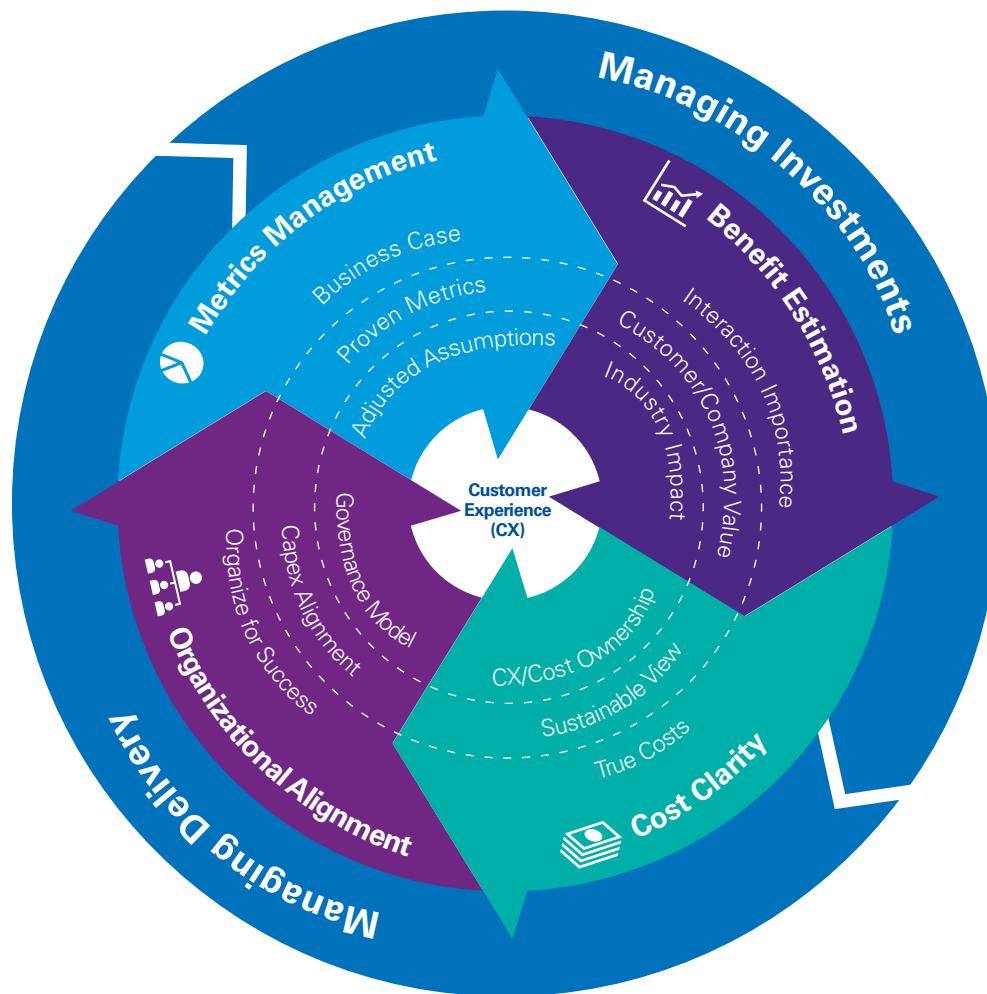 Managing Investments
Metrics Management
Business Case
Proven Metrics
Adjusted Assumptions
Benefit Estimation
Interaction Importance
Customer/Company Value
Industry Impact
Customer
Experience
(CX)
Governance Model
Capex Alignment
Organize for Success
Organizational Alignment
CX/Cost Ownership
Sustainable View
True Costs
Cost Clarity
Managing Delivery